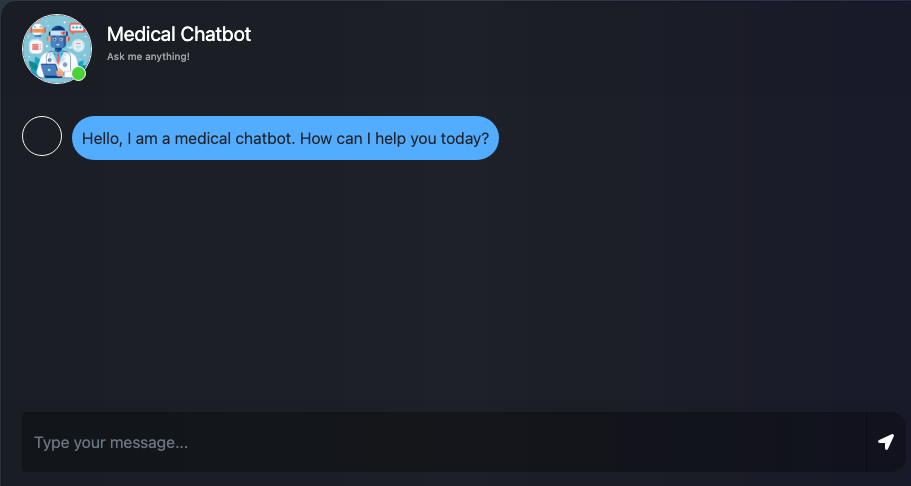 Medical Chatbot
Ask me anything!
Hello, I am a medical chatbot. How can I help you today?
Type your message...